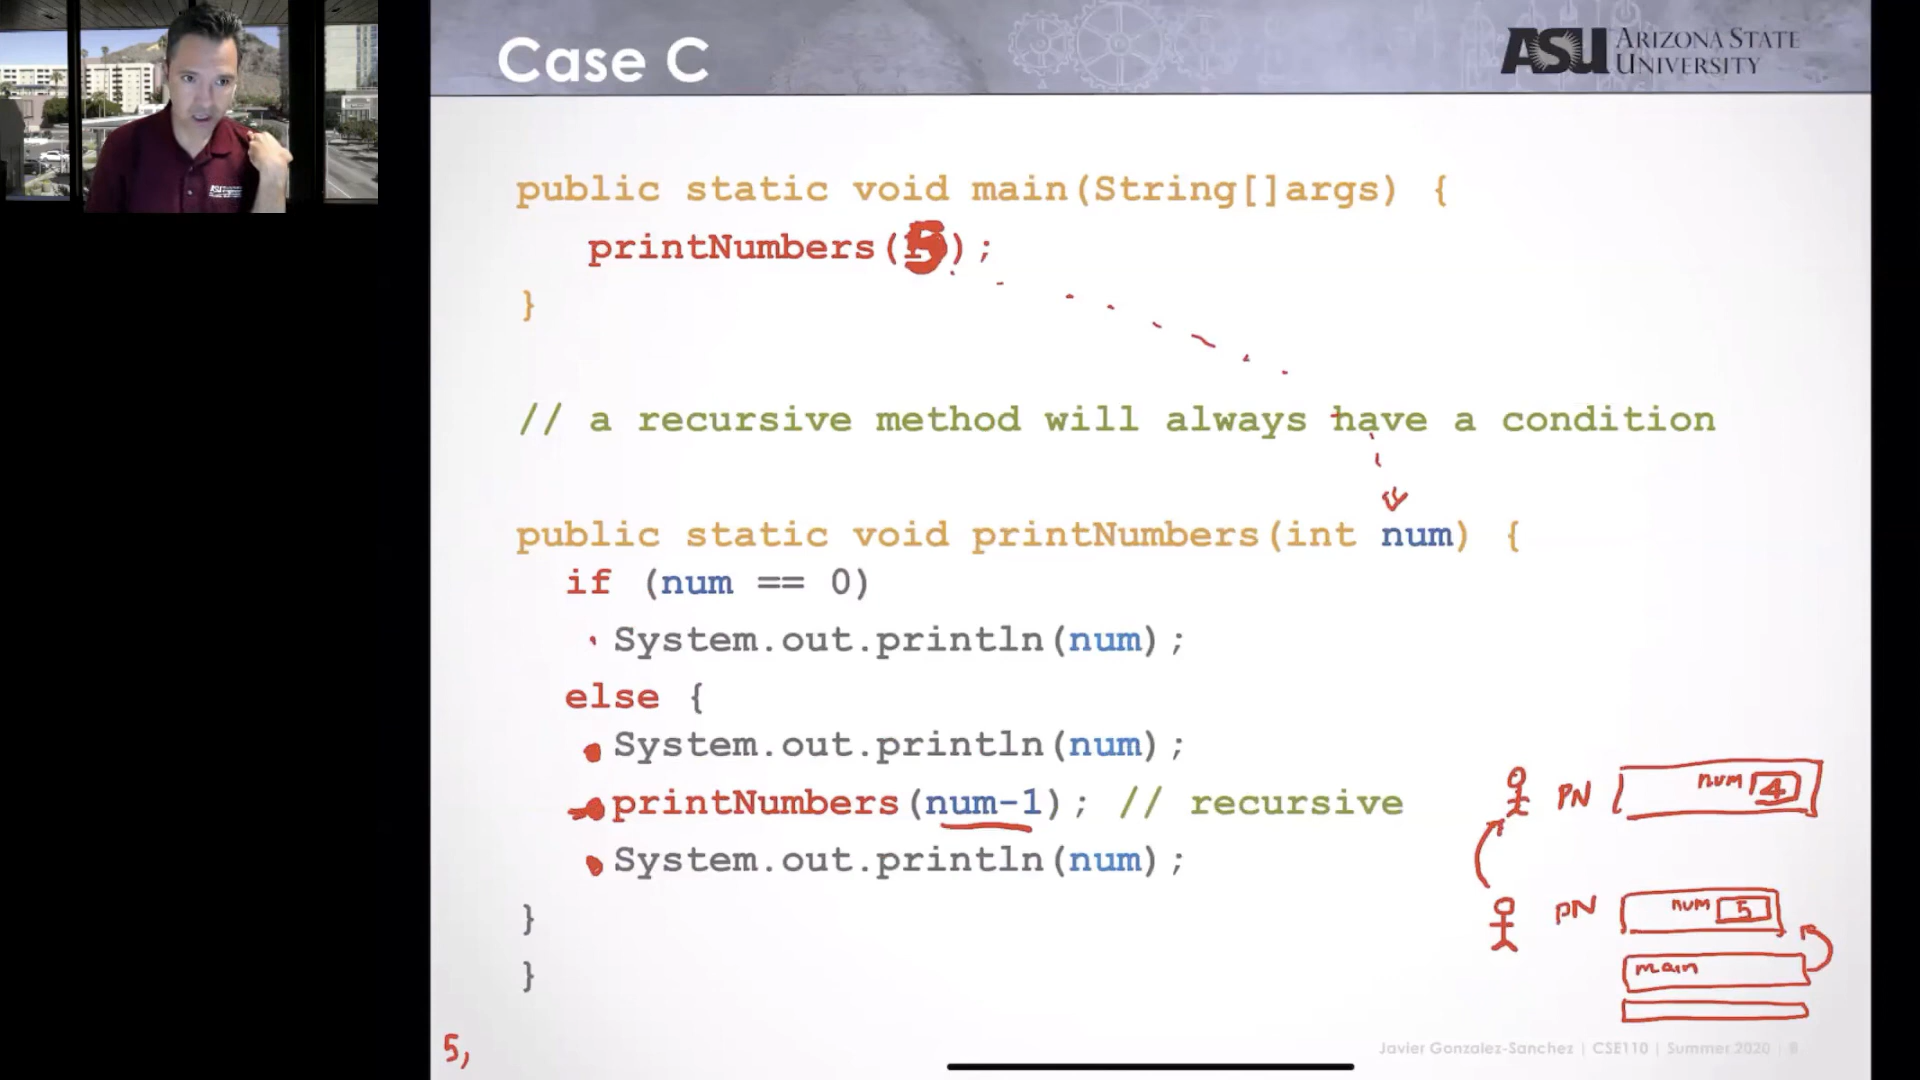 Case C
ASU ARIZONA STATE
UNIVERSITY
public static void main(String[]args) {
printNumbers(5);
}
// a recursive method will always have a condition
public static void printNumbers(int num) {
if (num == 0)
System.out.println(num);
else {
System.out.println(num);
printNumbers(num-1); // recursive
System.out.println(num);
}
}
PN num 4
PN num 5
main
5,
Javier Gonzalez-Sanchez | CSE110 | Summer 2020 | 8